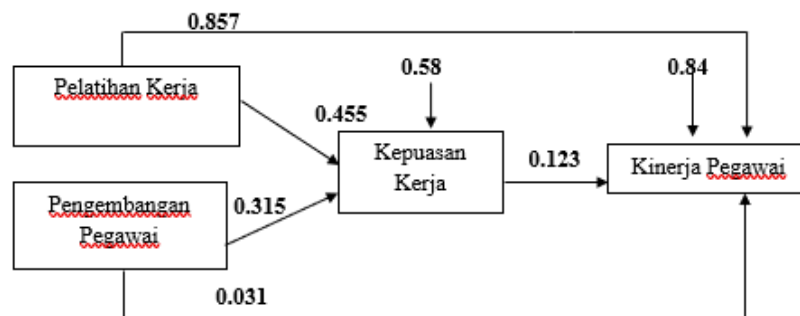 0.857
0.58
0.84
Pelatihan Kerja
0.455
Kepuasan
Kerja
0.123
Kinerja Pegawai
Pengembangan
Pegawai
0.315
0.031